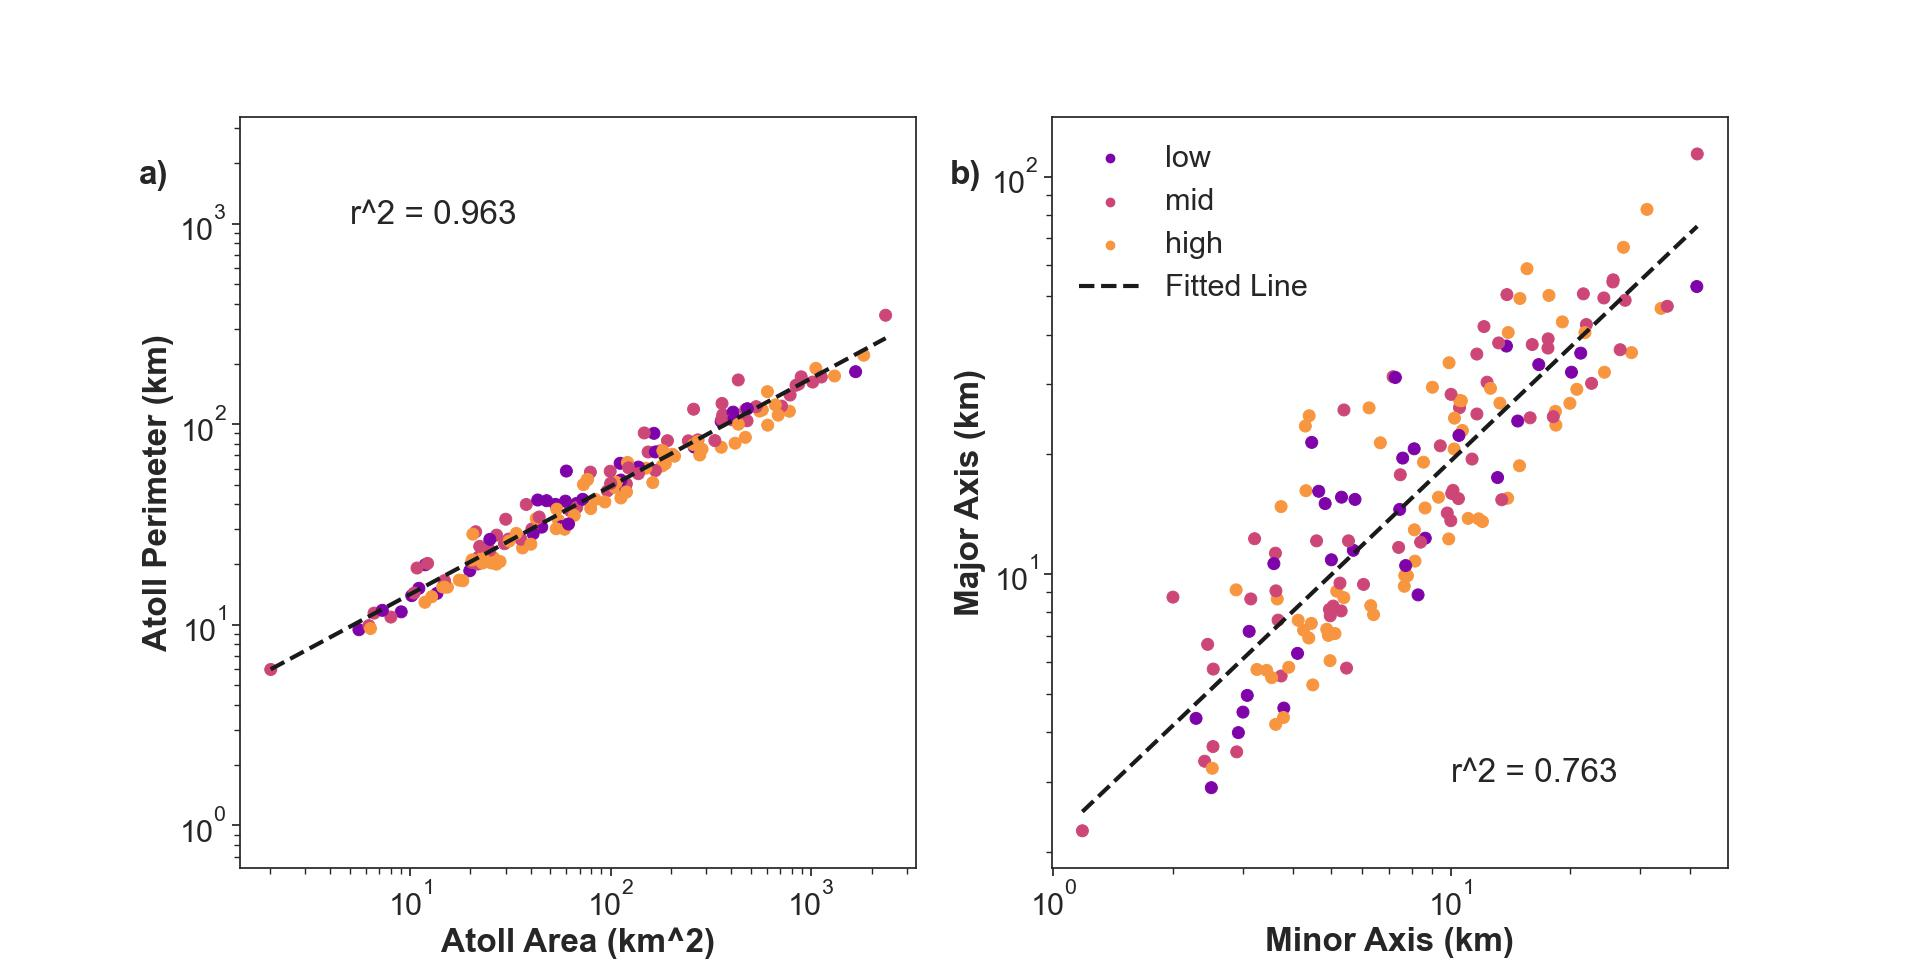 a)
r^2 = 0.963
10^3
10^2
10^1
10^0
Atoll Perimeter (km)
10^1
10^2
10^3
Atoll Area (km^2)
b)
low
mid
high
Fitted Line
r^2 = 0.763
10^2
10^1
Major Axis (km)
10^0
10^1
Minor Axis (km)